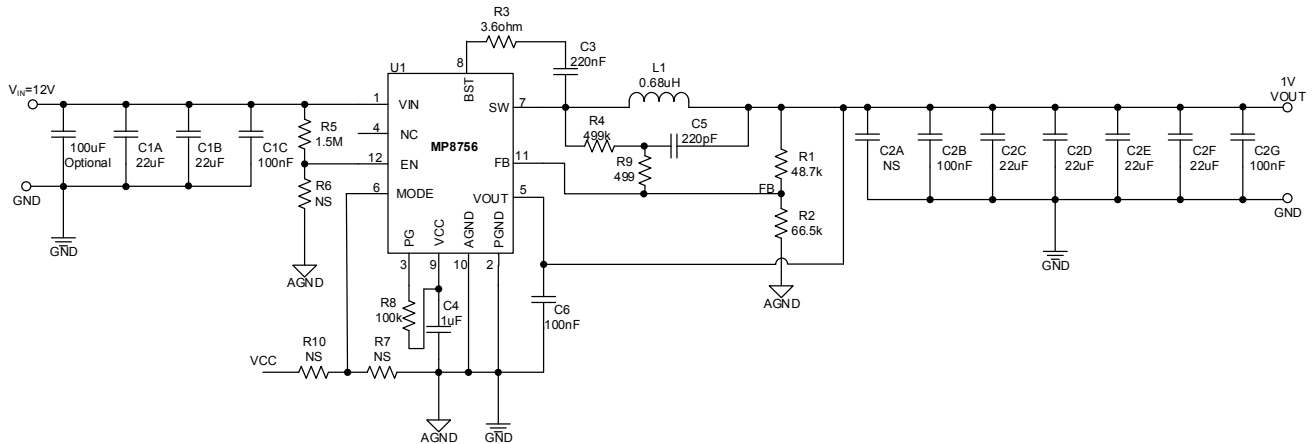 R3
3.6ohm
C3
220nF
U1
8
BST
L1
0.68uH
1V
VOUT
VIN=12V
1
VIN
SW
7
4
NC
MP8756
R4
499k
C5
220pF
100uF
Optional
C1A
22uF
C1B
22uF
C1C
100nF
R5
1.5M
12
EN
FB
11
R9
499
R1
48.7k
C2A
NS
C2B
100nF
C2C
22uF
C2D
22uF
C2E
22uF
C2F
22uF
C2G
100nF
6
MODE
VOUT
5
FB
GND
R6
NS
R2
66.5k
GND
PG
VCC
AGND
PGND
3
9
10
2
GND
AGND
GND
AGND
R8
100k
C4
1uF
C6
100nF
VCC
R10
NS
R7
NS
AGND
GND